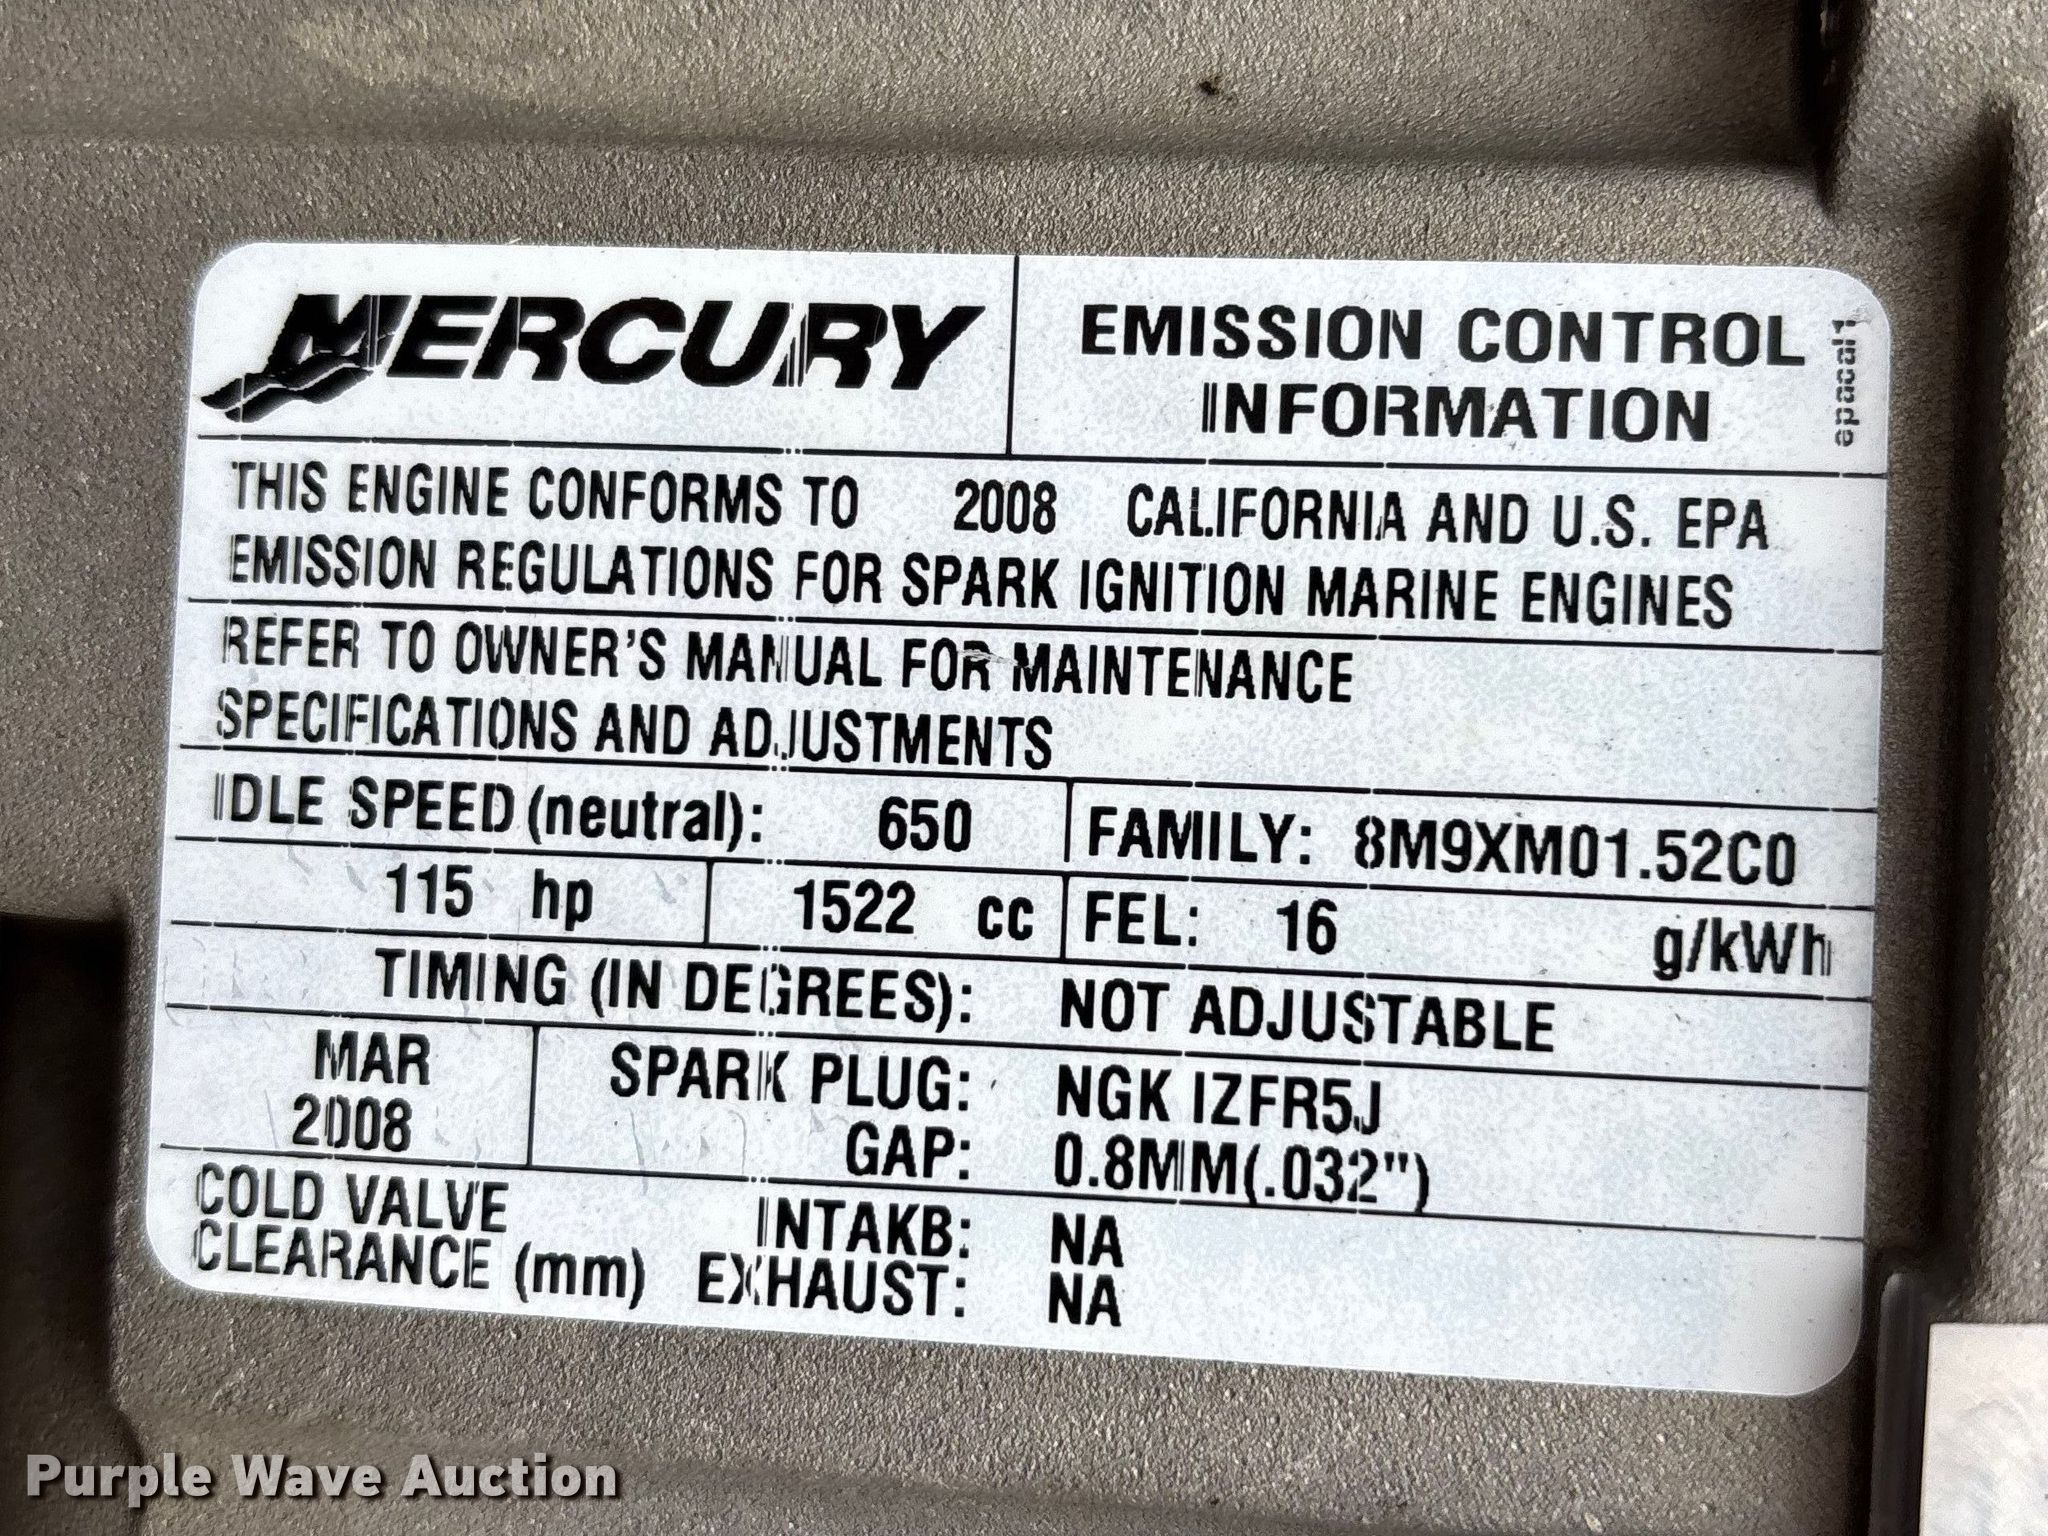 MERCURY
EMISSION CONTROL
INFORMATION
apacal1
THIS ENGINE CONFORMS TO 2008 CALIFORNIA AND U.S. EPA
EMISSION REGULATIONS FOR SPARK IGNITION MARINE ENGINES
REFER TO OWNER'S MANUAL FOR MAINTENANCE
SPECIFICATIONS AND ADJUSTMENTS
IDLE SPEED (neutral): 650 FAMILY: 8M9XM01.52C0
115 hp 1522 cc FEL: 16 g/kWh
TIMING (IN DEGREES): NOT ADJUSTABLE
MAR
2008
SPARK PLUG: NGK IZFR5J
GAP: 0.8MM(.032")
COLD VALVE
CLEARANCE (mm)
INTAKB: NA
EXHAUST: NA
Purple Wave Auction